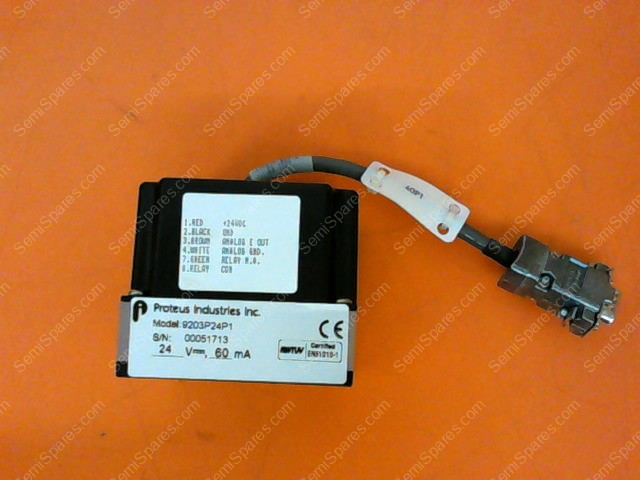 1.RED +24VDC
2.BLACK GND
3.BROWN ANALOG E OUT
4.WHITE ANALOG GND.
7.GREEN RELAY N.O.
8.RELAY COM
Proteus Industries Inc.
Model: 9203P24P1
S/N: 00051713
24 V, 60 mA
CE
Certified
EN61010-1
SemiSpares.com